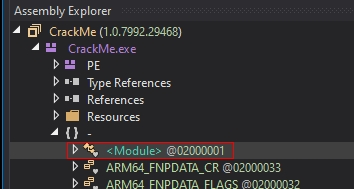 Assembly Explorer
CrackMe (1.0.7992.29468)
CrackMe.exe
PE
Type References
References
Resources
{ } -
<Module> @02000001
ARM64_FNPDATA_CR @02000033
ARM64_FNPDATA_FLAGS @02000032